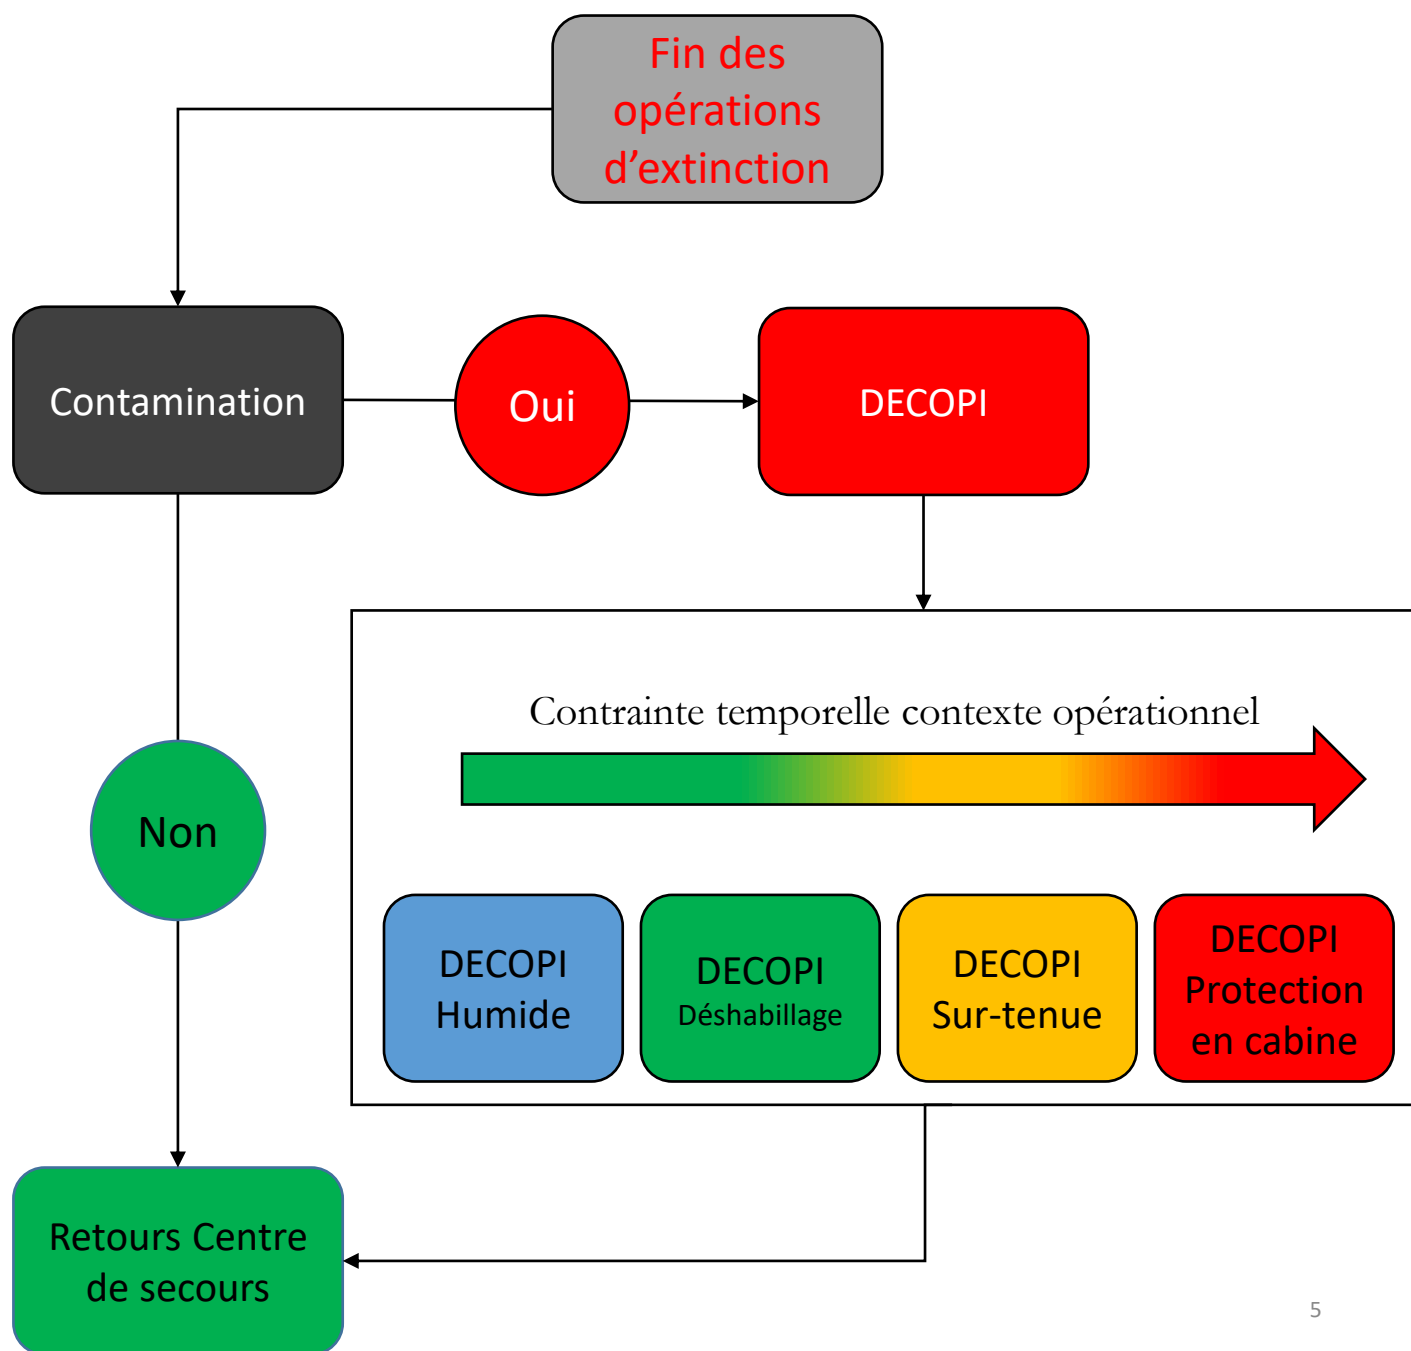 Fin des
opérations
d’extinction
Contamination
Oui
DECOPI
Contrainte temporelle contexte opérationnel
Non
DECOPI
Humide
DECOPI
Déshabillage
DECOPI
Sur-tenue
DECOPI
Protection
en cabine
Retours Centre
de secours
5